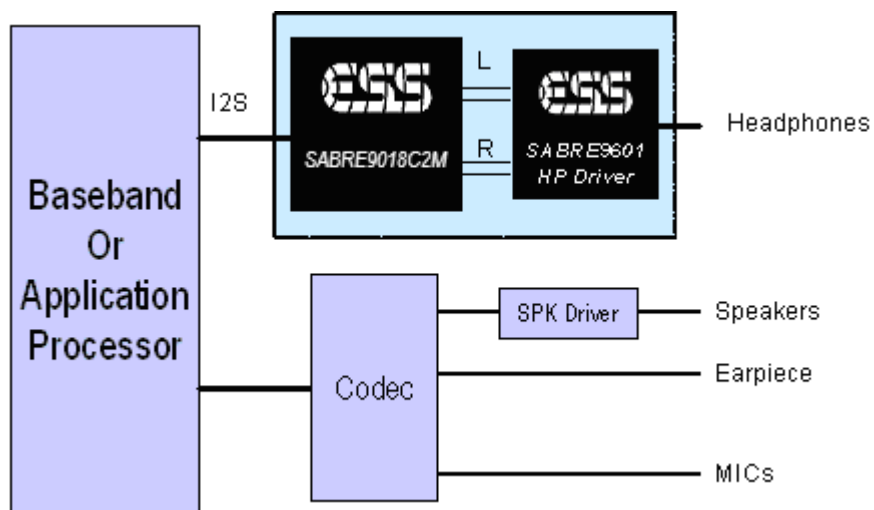 Baseband
Or
Application
Processor
I2S
ESS
SABRE9018C2M
L
R
ESS
SABRE9601
HP Driver
Headphones
Codec
SPK Driver
Speakers
Earpiece
MICs